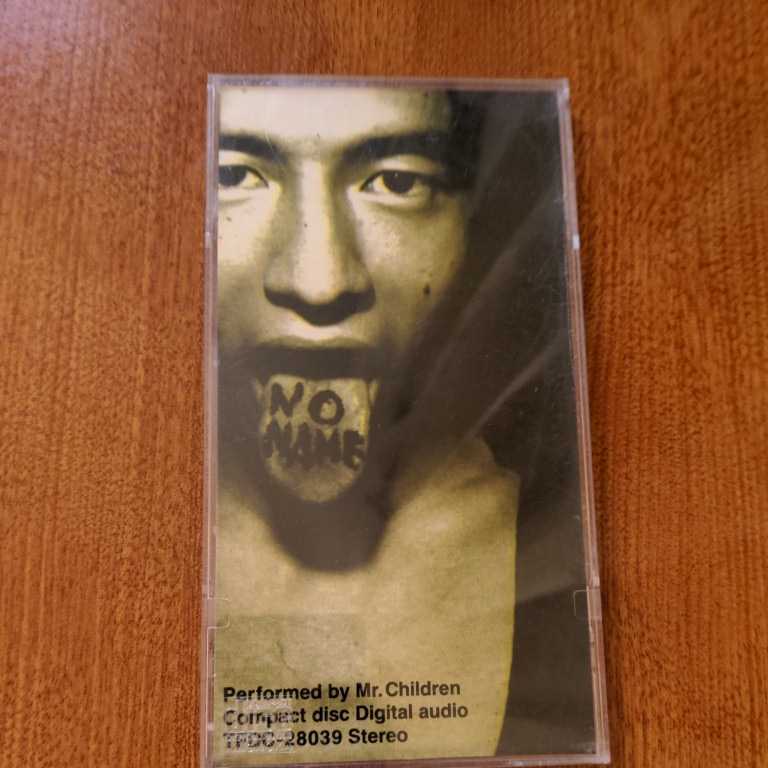 NO
NAME
Performed by Mr. Children
Compact disc Digital audio
TFDC-28039 Stereo